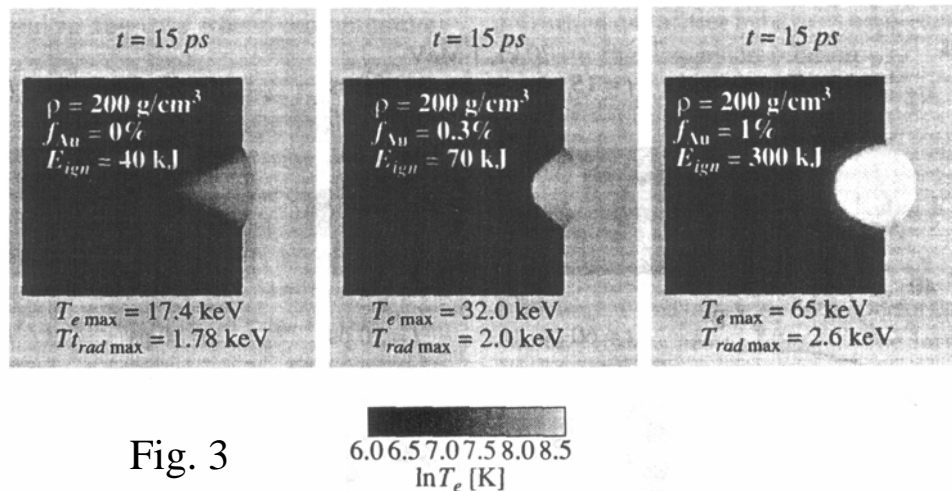 t = 15 ps
ρ = 200 g/cm³
f_Au = 0%
E_ign = 40 kJ
T_e max = 17.4 keV
Tt_rad max = 1.78 keV
t = 15 ps
ρ = 200 g/cm³
f_Au = 0.3%
E_ign = 70 kJ
T_e max = 32.0 keV
T_rad max = 2.0 keV
t = 15 ps
ρ = 200 g/cm³
f_Au = 1%
E_ign = 300 kJ
T_e max = 65 keV
T_rad max = 2.6 keV
Fig. 3
6.0 6.5 7.0 7.5 8.0 8.5
lnT_e [K]